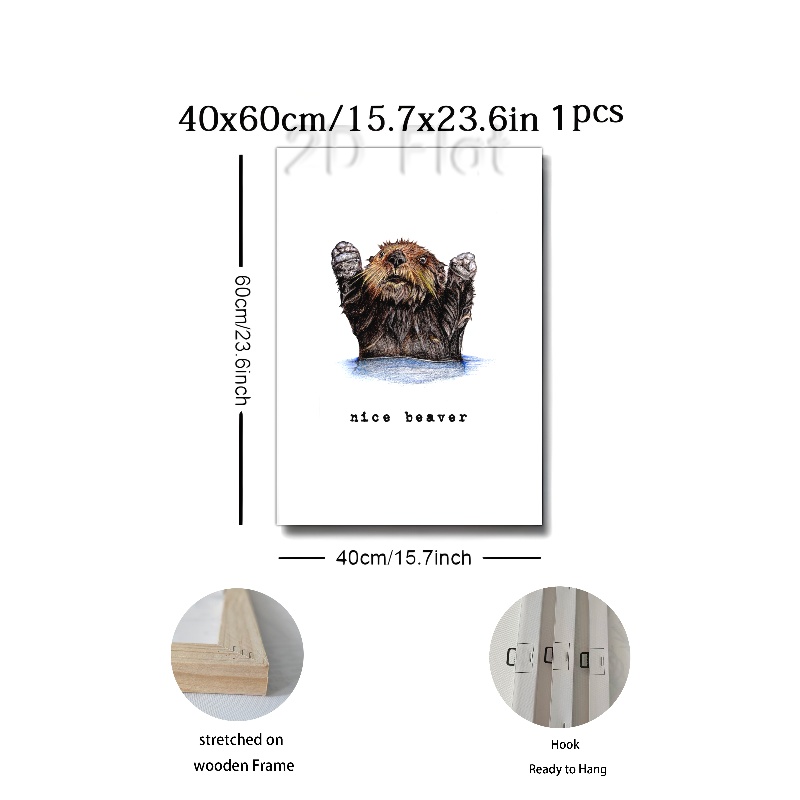 40x60cm/15.7x23.6in 1pcs
2D Flat
60cm/23.6inch
nice beaver
40cm/15.7inch
stretched on
wooden Frame
Hook
Ready to Hang